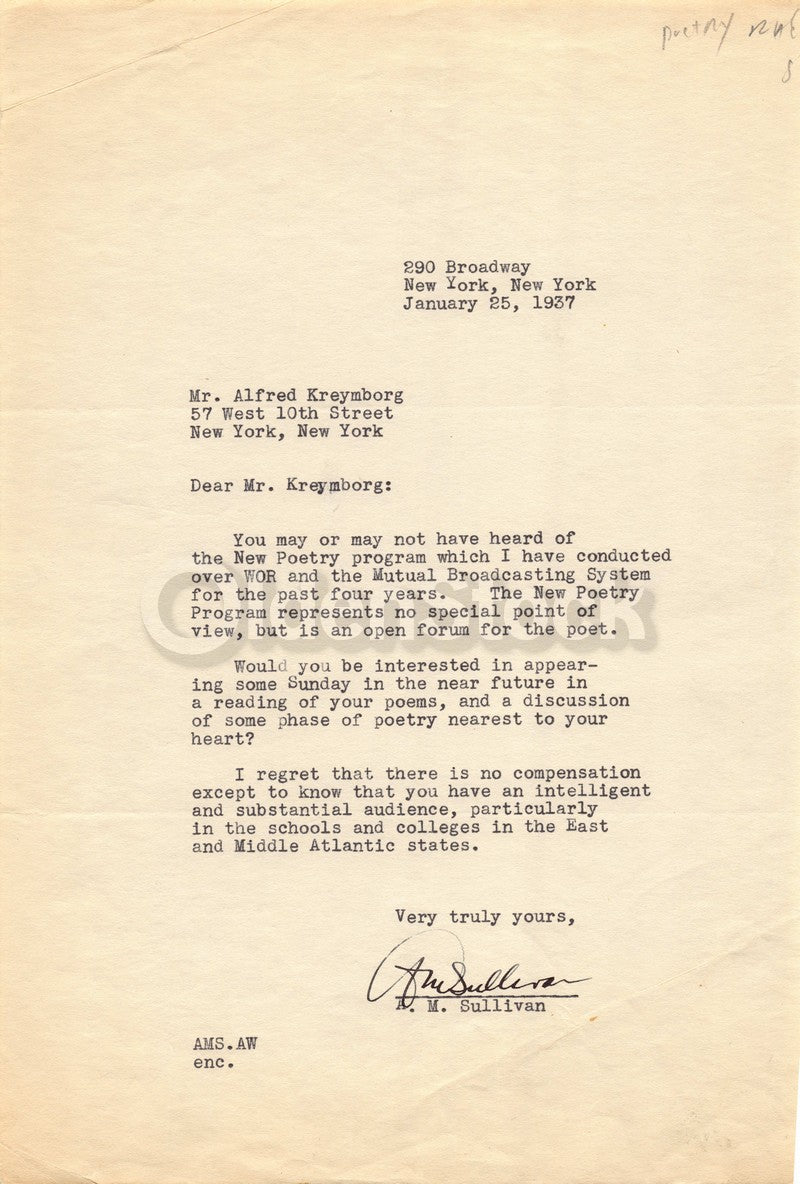 poetry
290 Broadway
New York, New York
January 25, 1937
Mr. Alfred Kreymborg
57 West 10th Street
New York, New York
Dear Mr. Kreymborg:
You may or may not have heard of
the New Poetry program which I have conducted
over WOR and the Mutual Broadcasting System
for the past four years. The New Poetry
Program represents no special point of
view, but is an open forum for the poet.
Would you be interested in appear-
ing some Sunday in the near future in
a reading of your poems, and a discussion
of some phase of poetry nearest to your
heart?
I regret that there is no compensation
except to know that you have an intelligent
and substantial audience, particularly
in the schools and colleges in the East
and Middle Atlantic states.
Very truly yours,
AMSullivan
A. M. Sullivan
AMS.AW
enc.